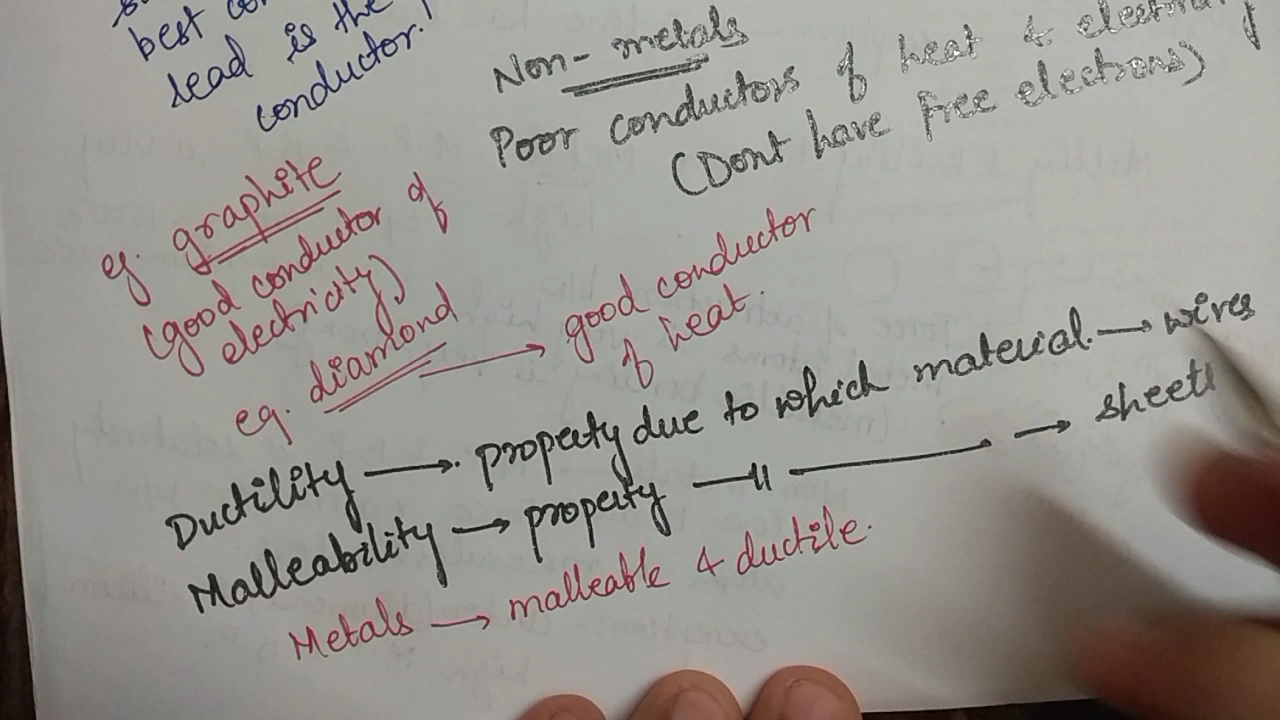 best
lead is the
conductor.
Non-metals
Poor conductors of heat &
(Dont have free electrons)
eg. graphite
(good conductor of
electricity)
eg. diamond → good conductor
of heat.
Ductility → property due to which material. → wires
Malleability → property —〃— → sheets
Metals → malleable & ductile.